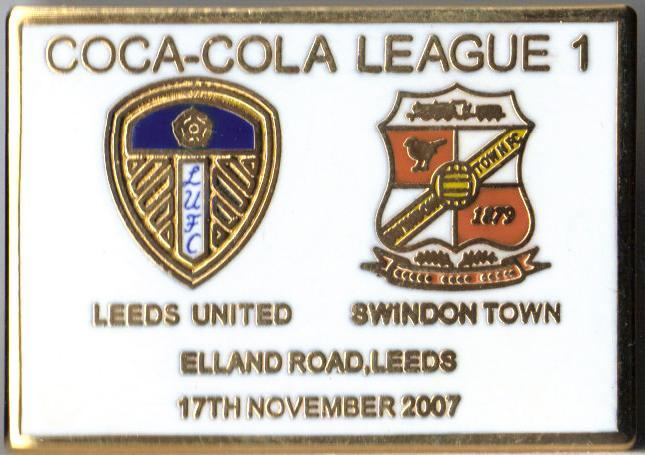 COCA-COLA LEAGUE 1
LUFC
TOWN FC
1879
LEEDS UNITED
SWINDON TOWN
ELLAND ROAD,LEEDS
17TH NOVEMBER 2007